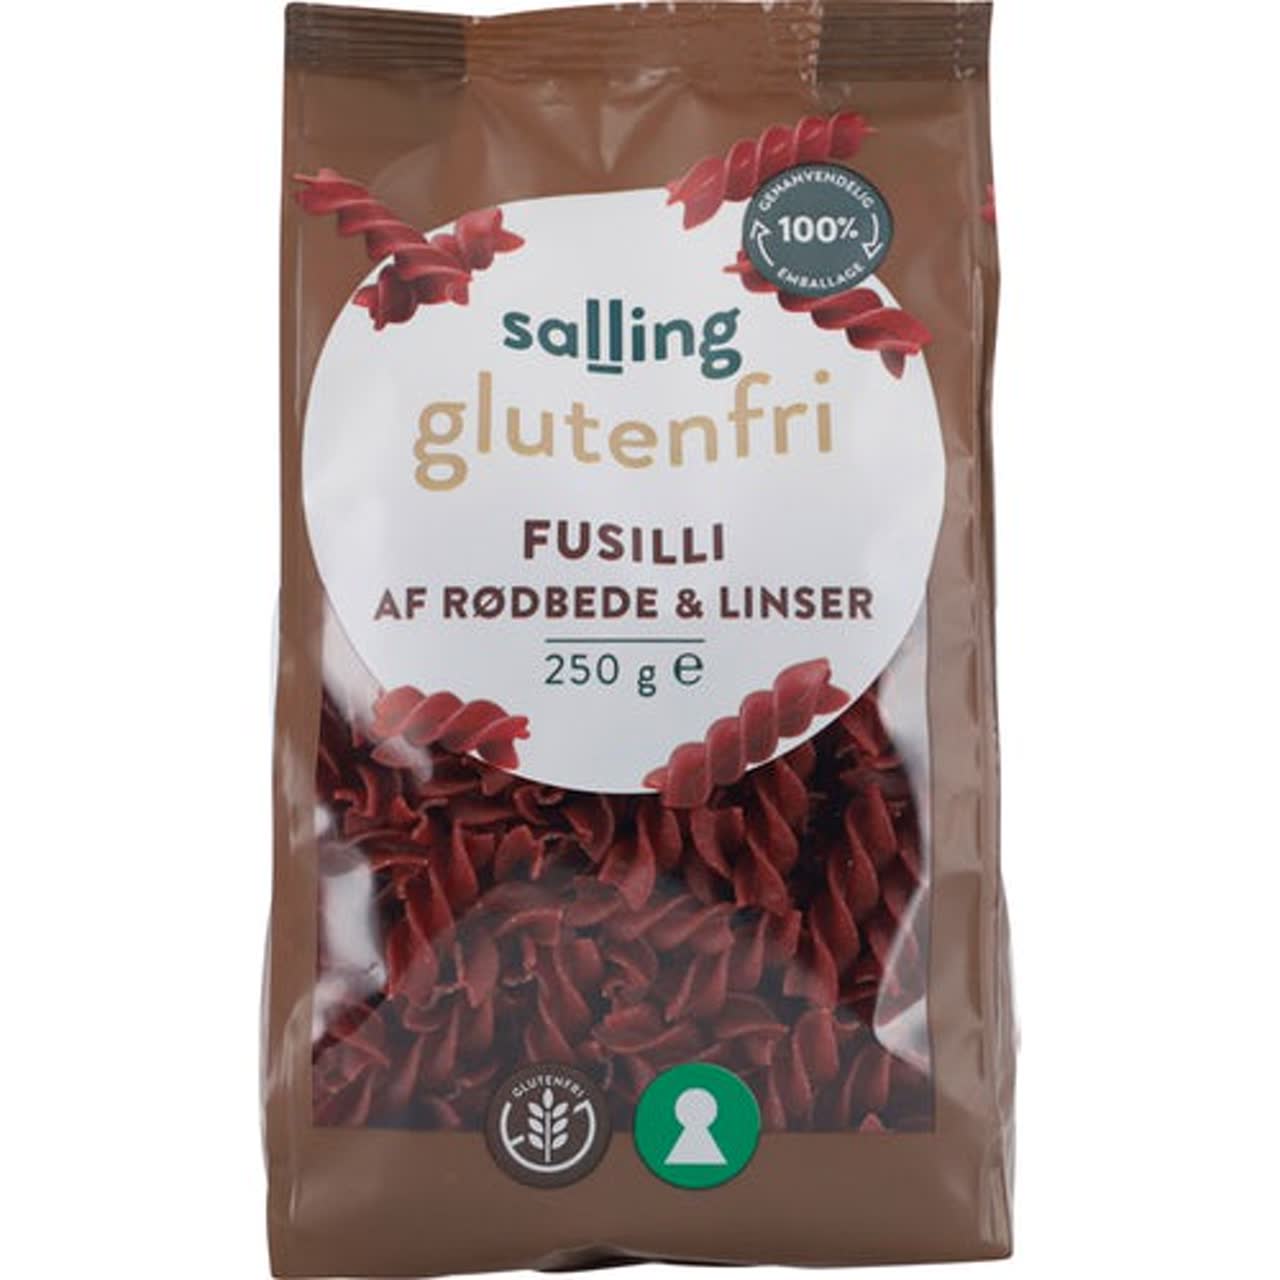 GENANVENDELIG
100%
EMBALLAGE
salling
glutenfri
FUSILLI
AF RØDBEDE & LINSER
250 g ℮
GLUTENFRI